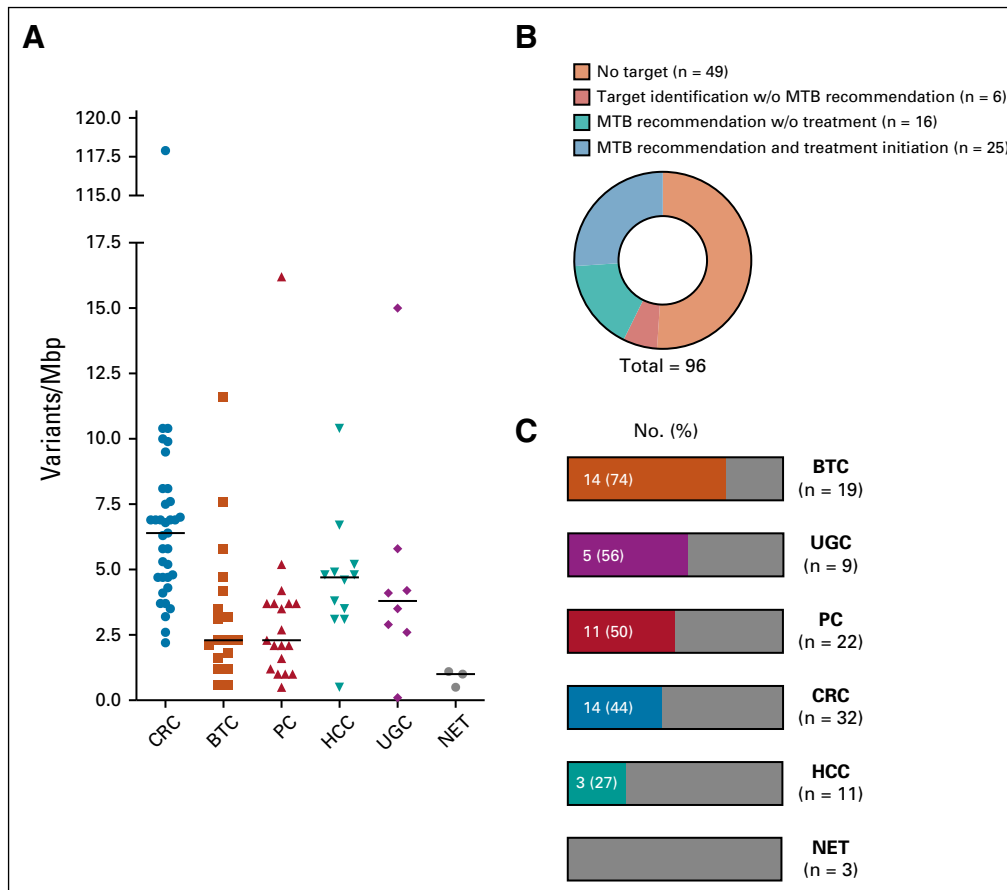 A
120.0
117.5
115.0
17.5
15.0
12.5
10.0
7.5
5.0
2.5
0.0
Variants/Mbp
CRC
BTC
PC
HCC
UGC
NET
B
No target (n = 49)
Target identification w/o MTB recommendation (n = 6)
MTB recommendation w/o treatment (n = 16)
MTB recommendation and treatment initiation (n = 25)
Total = 96
C
No. (%)
14 (74)
BTC
(n = 19)
5 (56)
UGC
(n = 9)
11 (50)
PC
(n = 22)
14 (44)
CRC
(n = 32)
3 (27)
HCC
(n = 11)
NET
(n = 3)